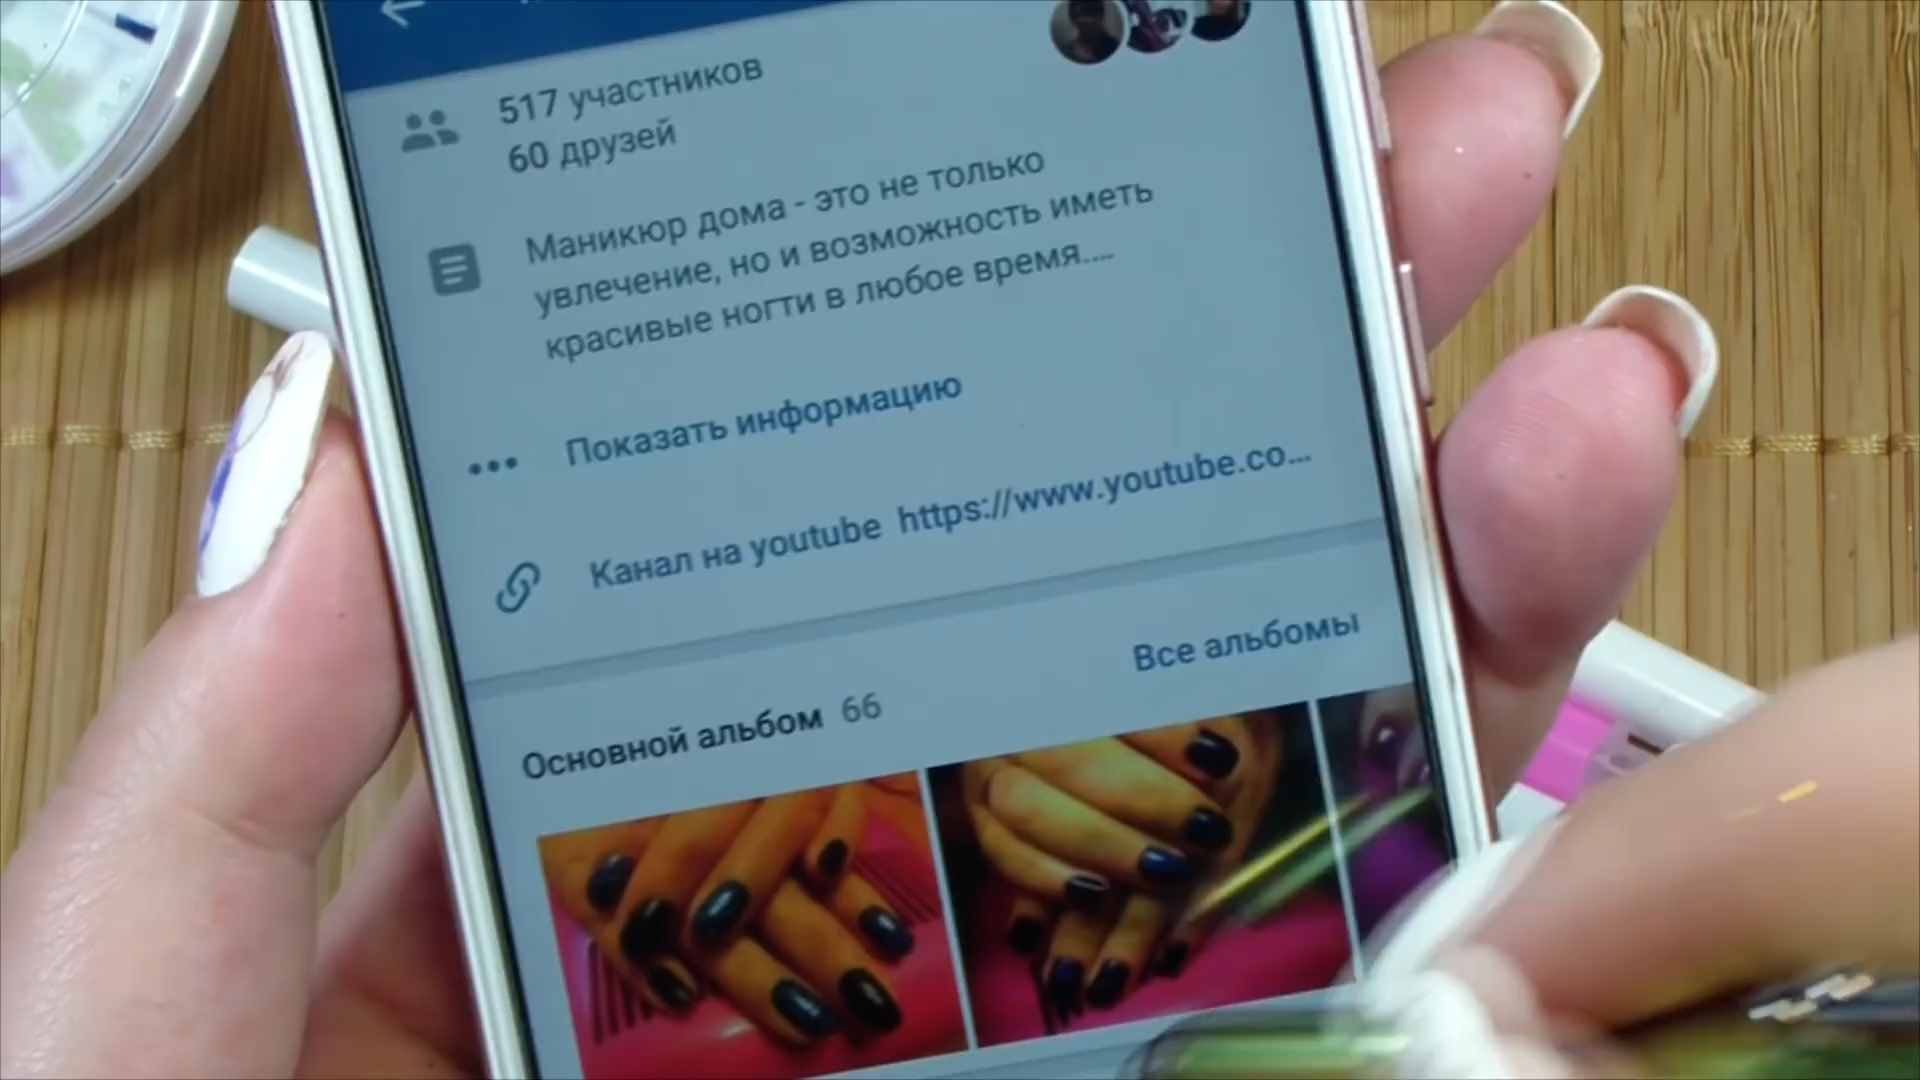 517 участников
60 друзей
Маникюр дома - это не только
увлечение, но и возможность иметь
красивые ногти в любое время....
Показать информацию
Канал на youtube https://www.youtube.co...
Все альбомы
Основной альбом 66